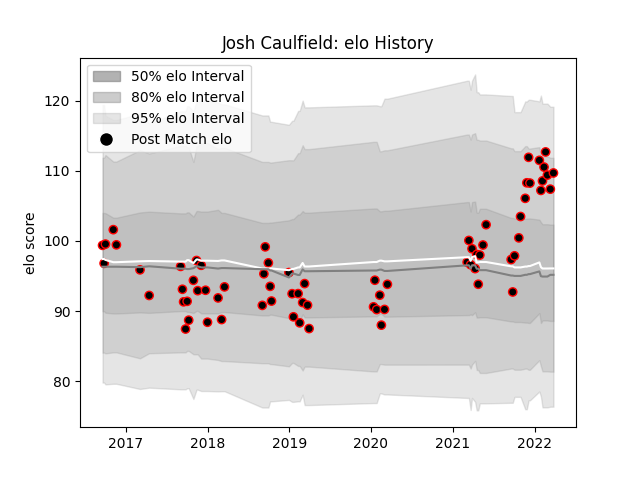 Josh Caulfield: elo History
50% elo Interval
80% elo Interval
95% elo Interval
Post Match elo
elo score
120
110
100
90
80
2017 2018 2019 2020 2021 2022